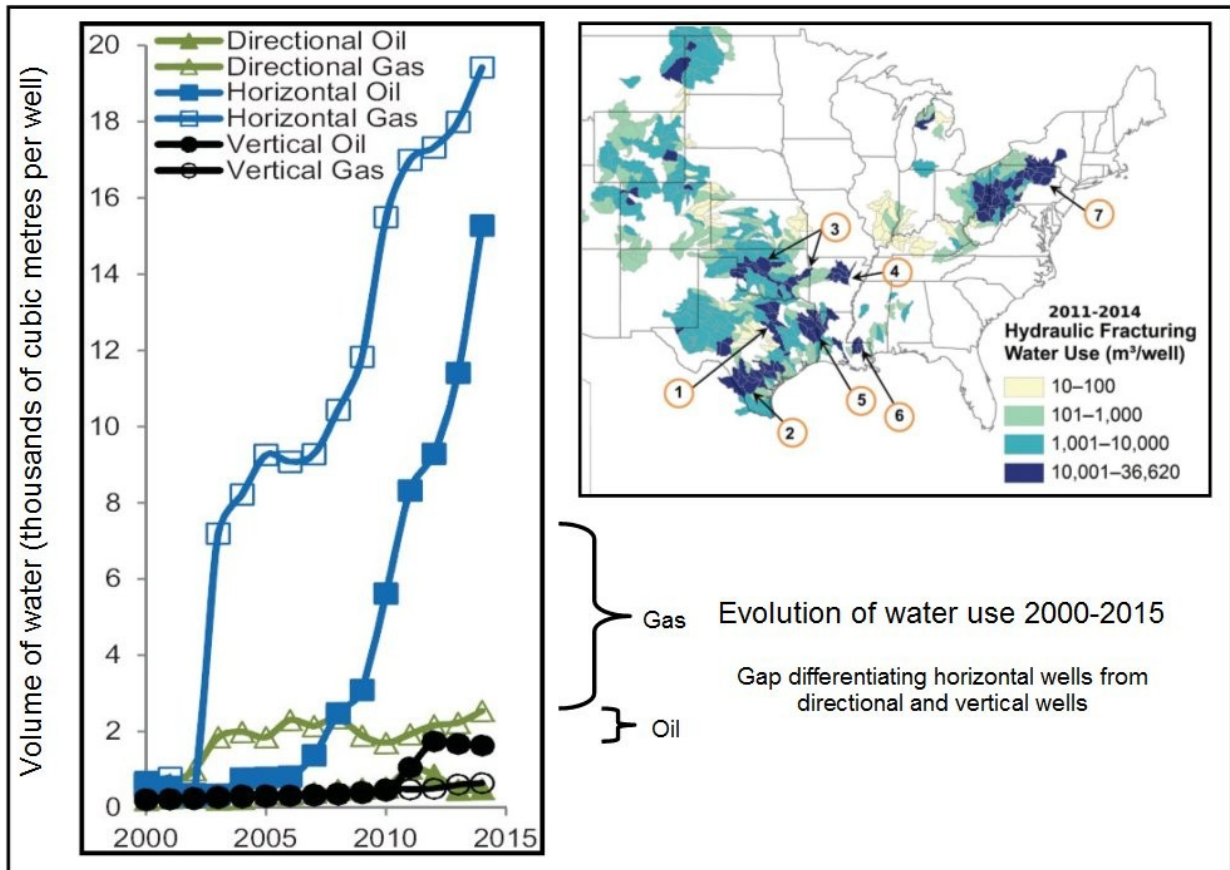 Volume of water (thousands of cubic metres per well)
20
18
16
14
12
10
8
6
4
2
0
2000
2005
2010
2015
Directional Oil
Directional Gas
Horizontal Oil
Horizontal Gas
Vertical Oil
Vertical Gas
1
2
3
4
5
6
7
2011-2014
Hydraulic Fracturing
Water Use (m³/well)
10–100
101–1,000
1,001–10,000
10,001–36,620
Gas
Oil
Evolution of water use 2000-2015
Gap differentiating horizontal wells from
directional and vertical wells